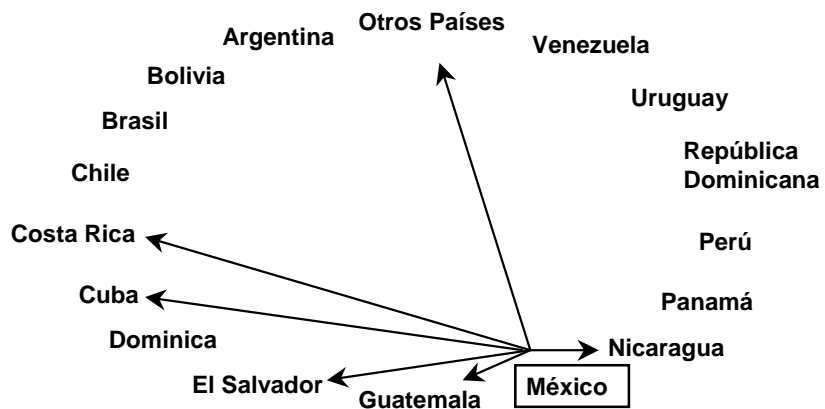 Otros Países
Argentina
Venezuela
Bolivia
Uruguay
Brasil
República
Dominicana
Chile
Costa Rica
Perú
Cuba
Panamá
Dominica
Nicaragua
El Salvador
México
Guatemala